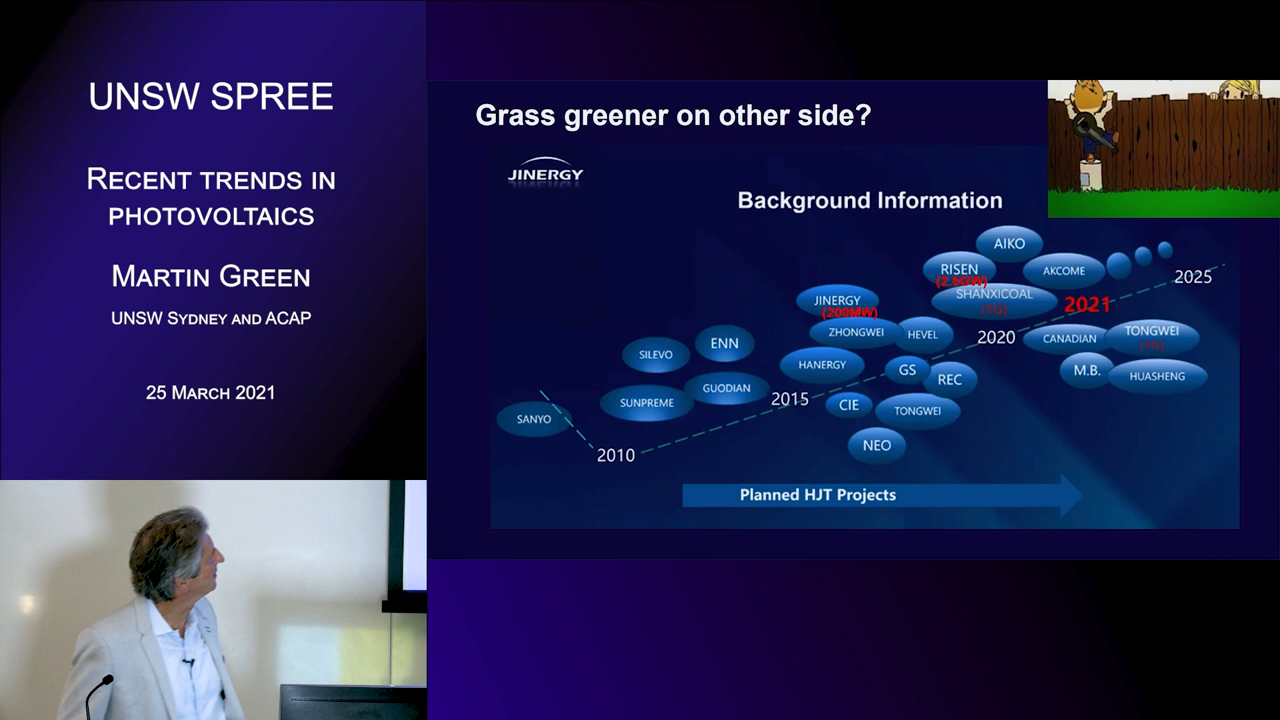 UNSW SPREE
RECENT TRENDS IN
PHOTOVOLTAICS
MARTIN GREEN
UNSW SYDNEY AND ACAP
25 MARCH 2021
Grass greener on other side?
JINERGY
Background Information
AIKO
RISEN
(2.5GW)
AKCOME
SHANXICOAL
(1G)
2021
2025
JINERGY
(200MW)
ZHONGWEI
HEVEL
2020
CANADIAN
TONGWEI
(1G)
SILEVO
ENN
HANERGY
GS
REC
M.B.
HUASHENG
SUNPREME
GUODIAN
2015
CIE
TONGWEI
SANYO
2010
NEO
Planned HJT Projects